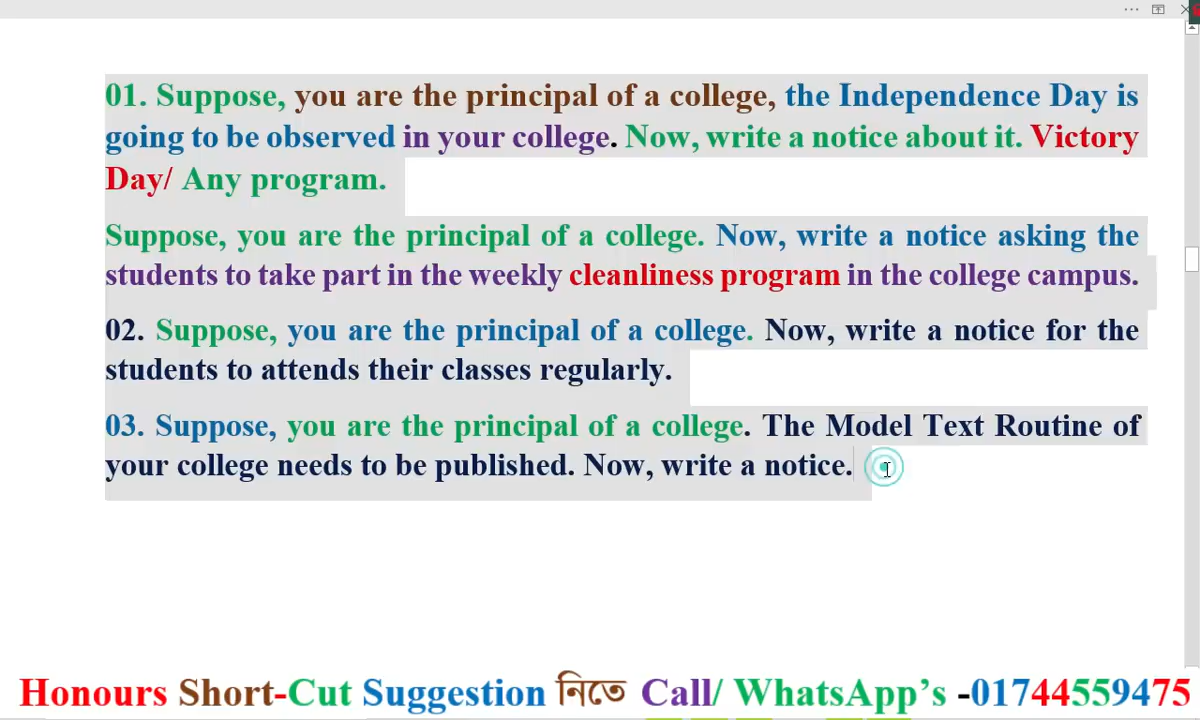 01. Suppose, you are the principal of a college, the Independence Day is
going to be observed in your college. Now, write a notice about it. Victory
Day/ Any program.
Suppose, you are the principal of a college. Now, write a notice asking the
students to take part in the weekly cleanliness program in the college campus.
02. Suppose, you are the principal of a college. Now, write a notice for the
students to attends their classes regularly.
03. Suppose, you are the principal of a college. The Model Text Routine of
your college needs to be published. Now, write a notice.
Honours Short-Cut Suggestion নিতে Call/ WhatsApp’s -01744559475